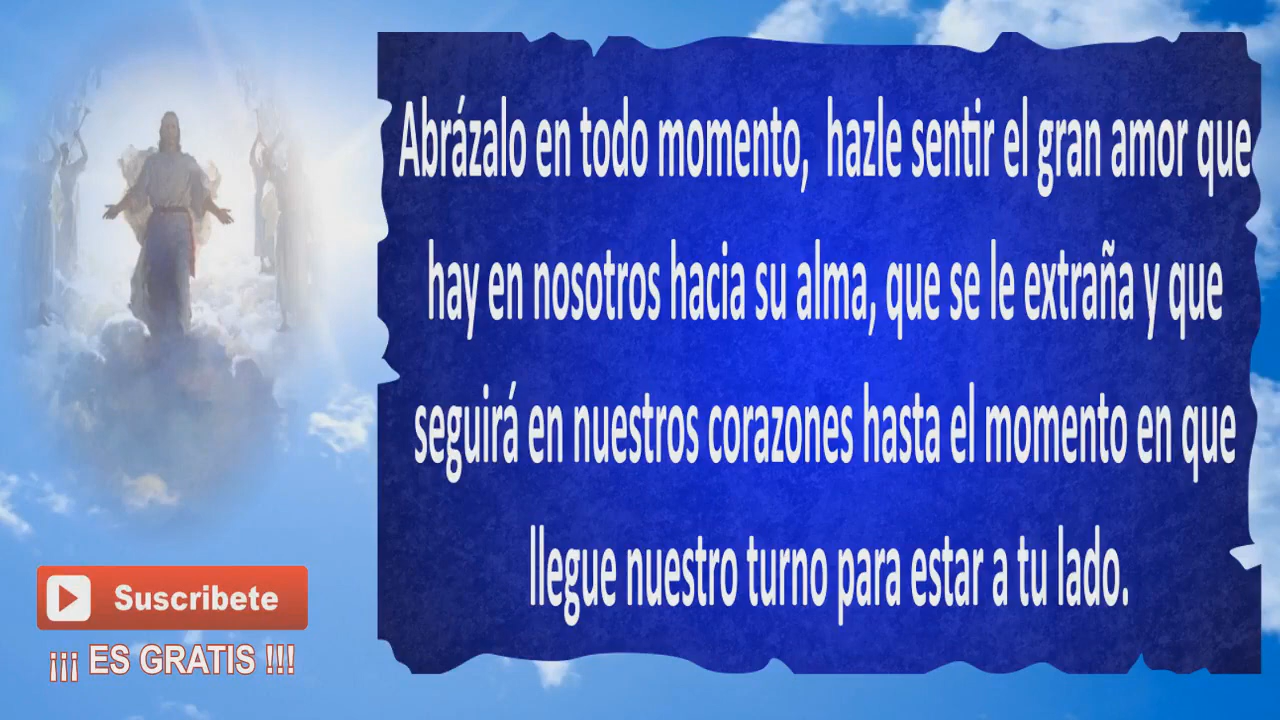 Abrázalo en todo momento,  hazle sentir el gran amor que
hay en nosotros hacia su alma, que se le extraña y que
seguirá en nuestros corazones hasta el momento en que
llegue nuestro turno para estar a tu lado.
Suscribete
¡¡¡ ES GRATIS !!!